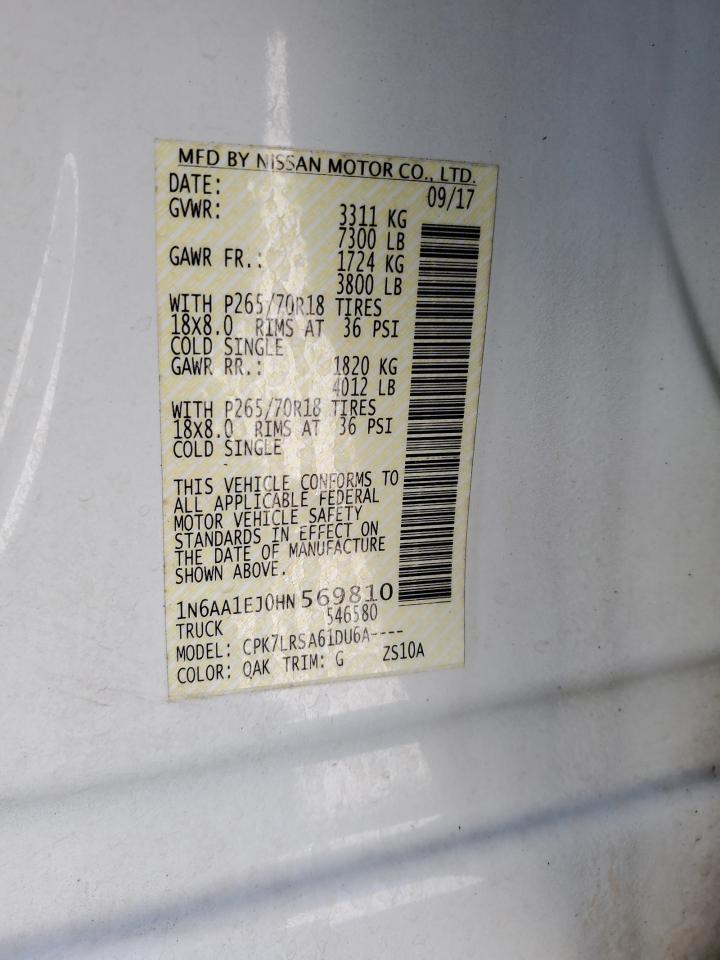 MFD BY NISSAN MOTOR CO., LTD.
DATE: 09/17
GVWR: 3311 KG
7300 LB
GAWR FR.: 1724 KG
3800 LB
WITH P265/70R18 TIRES
18X8.0 RIMS AT 36 PSI
COLD SINGLE
GAWR RR.: 1820 KG
4012 LB
WITH P265/70R18 TIRES
18X8.0 RIMS AT 36 PSI
COLD SINGLE
THIS VEHICLE CONFORMS TO
ALL APPLICABLE FEDERAL
MOTOR VEHICLE SAFETY
STANDARDS IN EFFECT ON
THE DATE OF MANUFACTURE
SHOWN ABOVE.
1N6AA1EJ0HN569810
TRUCK 546580
MODEL: CPK7LRSA61DU6A----
COLOR: QAK TRIM: G ZS10A